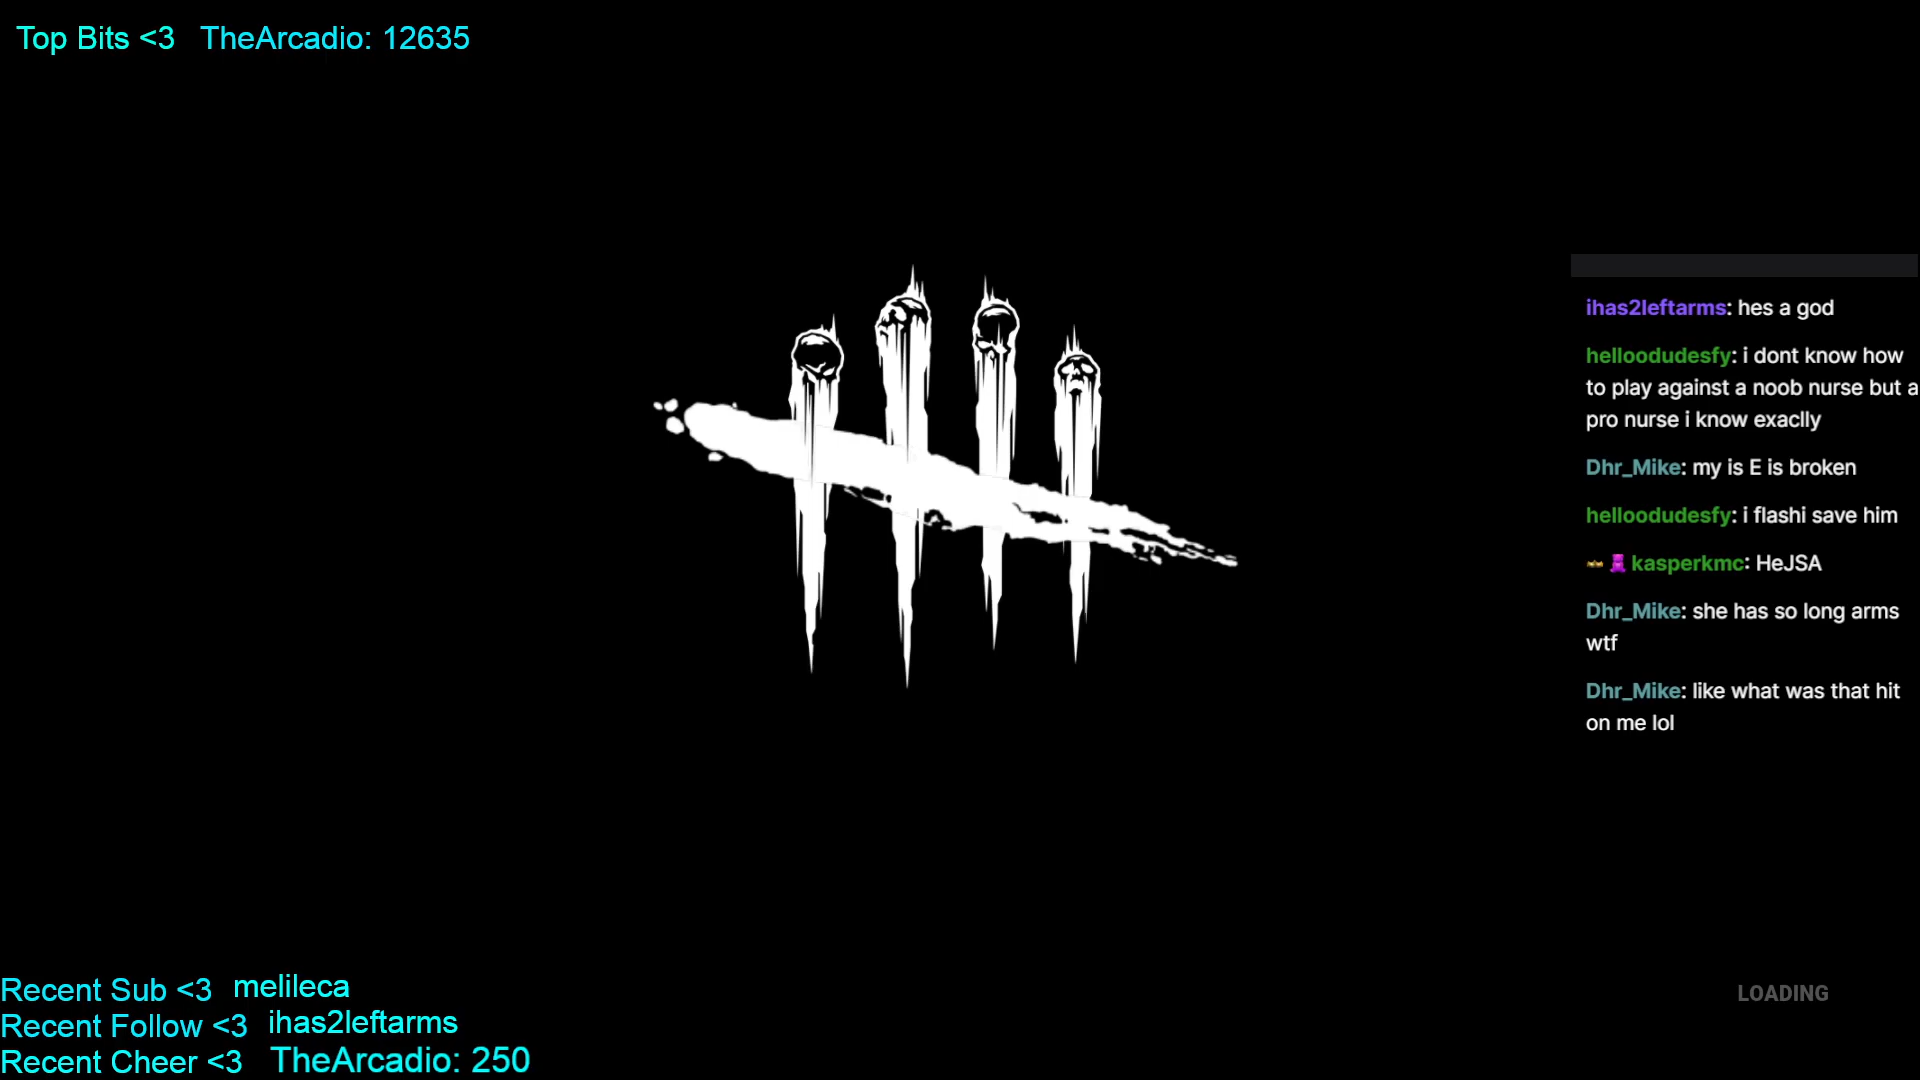 Top Bits <3 TheArcadio: 12635
ihas2leftarms: hes a god
helloodudesfy: i dont know how
to play against a noob nurse but a
pro nurse i know exaclly
Dhr_Mike: my is E is broken
helloodudesfy: i flashi save him
kasperkmc: HeJSA
Dhr_Mike: she has so long arms
wtf
Dhr_Mike: like what was that hit
on me lol
Recent Sub <3 melileca
Recent Follow <3 ihas2leftarms
Recent Cheer <3 TheArcadio: 250
LOADING